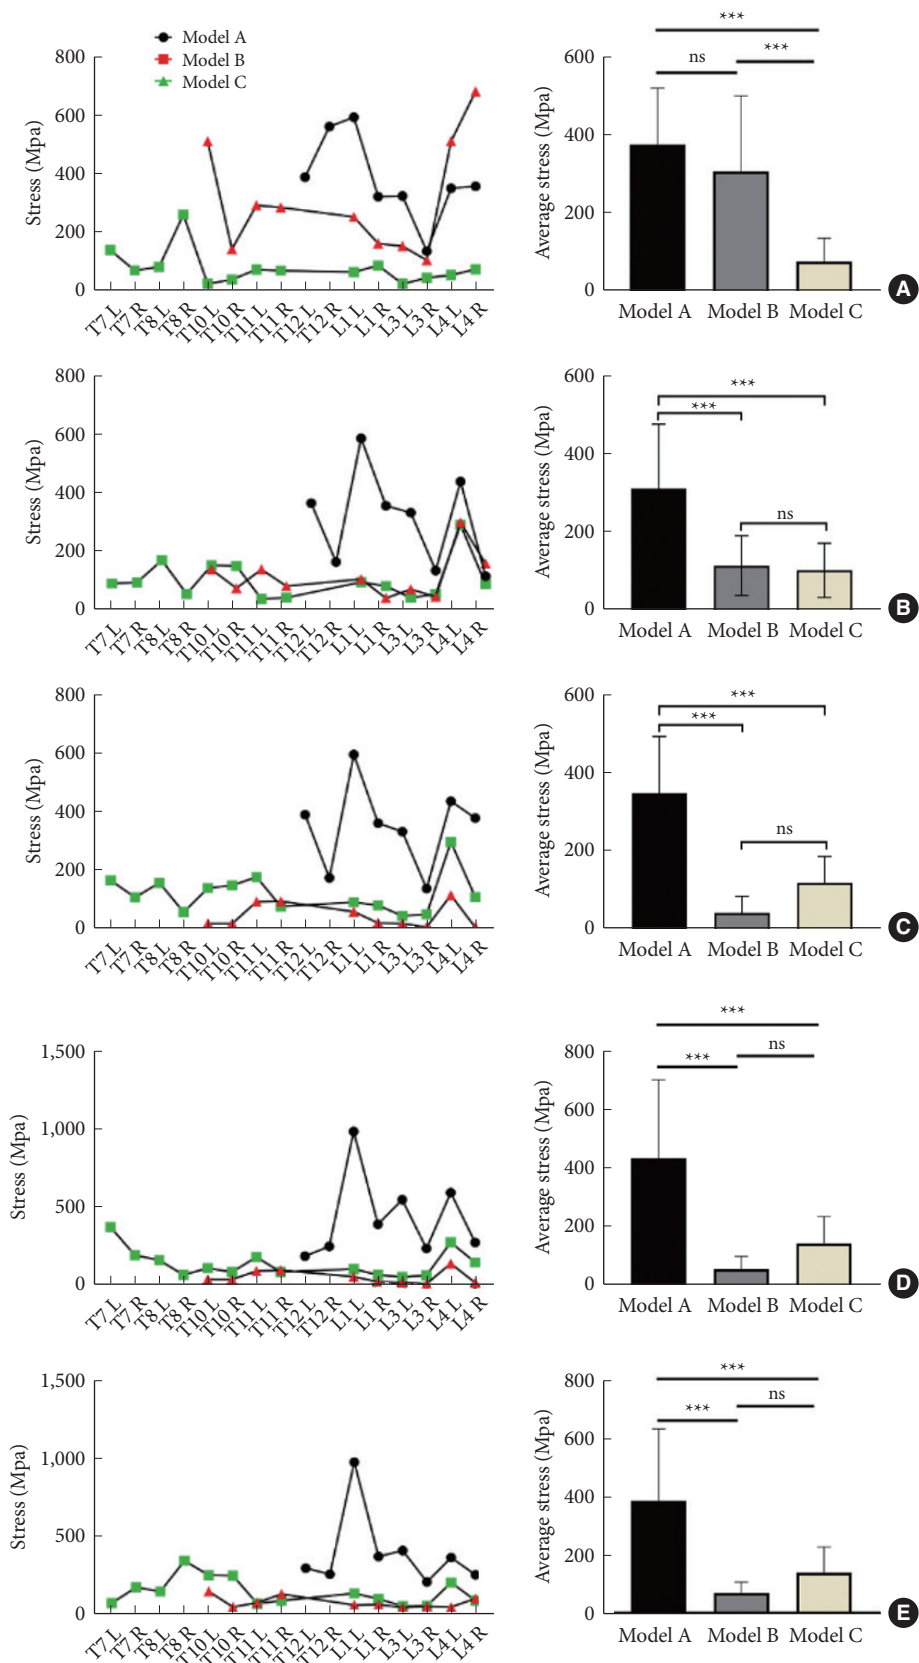 Model A
Model B
Model C
800
600
400
200
0
Stress (Mpa)
T7 L
T7 R
T8 L
T8 R
T10 L
T10 R
T11 L
T11 R
T12 L
T12 R
L1 L
L1 R
L3 L
L3 R
L4 L
L4 R
600
400
200
0
Average stress (Mpa)
***
ns
***
Model A Model B Model C
A
800
600
400
200
0
Stress (Mpa)
T7 L
T7 R
T8 L
T8 R
T10 L
T10 R
T11 L
T11 R
T12 L
T12 R
L1 L
L1 R
L3 L
L3 R
L4 L
L4 R
600
400
200
0
Average stress (Mpa)
***
***
ns
Model A Model B Model C
B
800
600
400
200
0
Stress (Mpa)
T7 L
T7 R
T8 L
T8 R
T10 L
T10 R
T11 L
T11 R
T12 L
T12 R
L1 L
L1 R
L3 L
L3 R
L4 L
L4 R
600
400
200
0
Average stress (Mpa)
***
***
ns
Model A Model B Model C
C
1,500
1,000
500
0
Stress (Mpa)
T7 L
T7 R
T8 L
T8 R
T10 L
T10 R
T11 L
T11 R
T12 L
T12 R
L1 L
L1 R
L3 L
L3 R
L4 L
L4 R
800
600
400
200
0
Average stress (Mpa)
***
***
ns
Model A Model B Model C
D
1,500
1,000
500
0
Stress (Mpa)
T7 L
T7 R
T8 L
T8 R
T10 L
T10 R
T11 L
T11 R
T12 L
T12 R
L1 L
L1 R
L3 L
L3 R
L4 L
L4 R
800
600
400
200
0
Average stress (Mpa)
***
***
ns
Model A Model B Model C
E